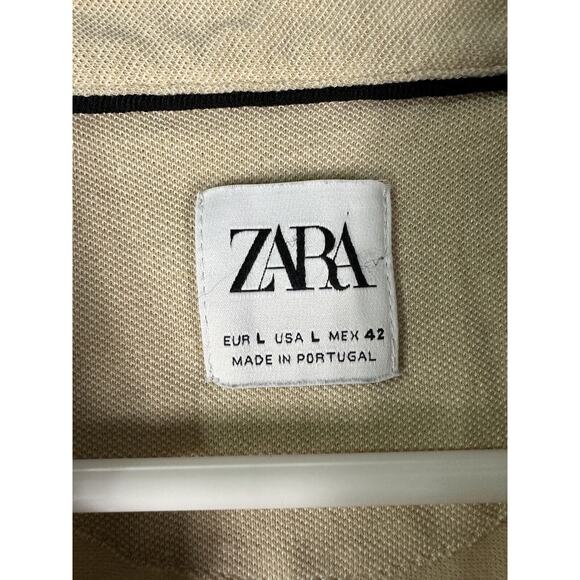 ZARA
EUR L USA L MEX 42
MADE IN PORTUGAL